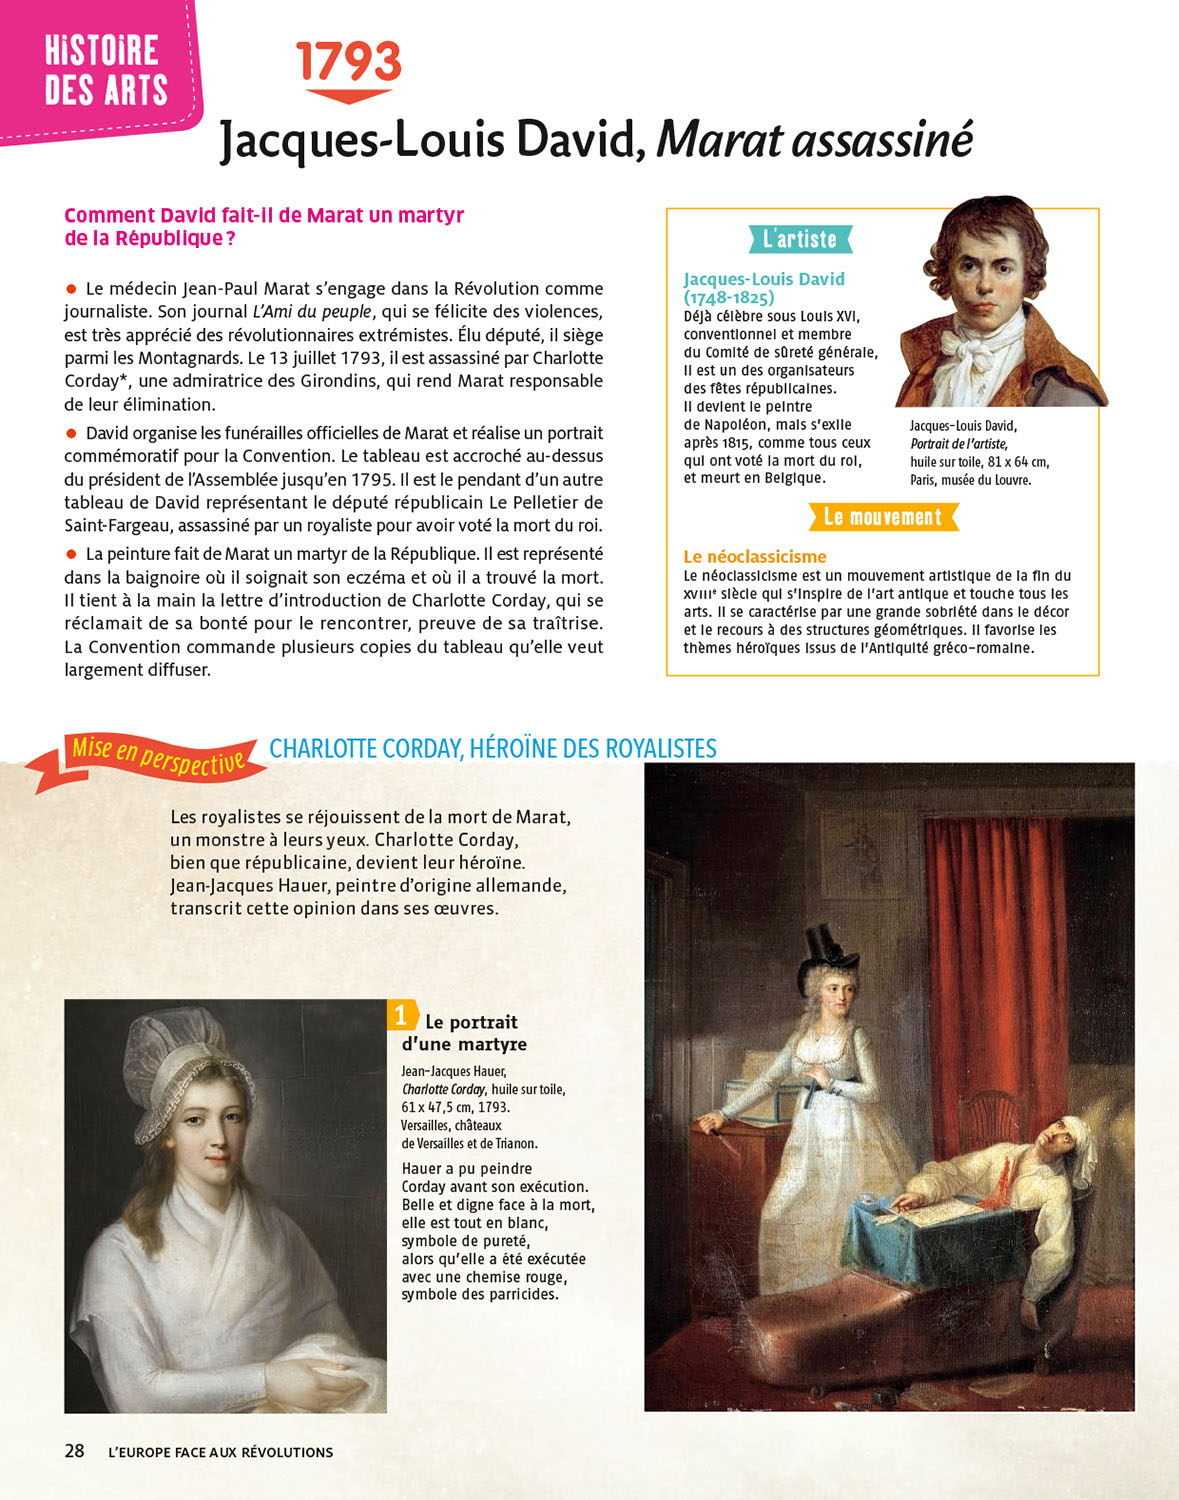 HISTOIRE
DES ARTS
1793
Jacques-Louis David, Marat assassiné
Comment David fait-il de Marat un martyr
de la République ?
• Le médecin Jean-Paul Marat s’engage dans la Révolution comme
journaliste. Son journal L’Ami du peuple, qui se félicite des violences,
est très apprécié des révolutionnaires extrémistes. Élu député, il siège
parmi les Montagnards. Le 13 juillet 1793, il est assassiné par Charlotte
Corday*, une admiratrice des Girondins, qui rend Marat responsable
de leur élimination.
• David organise les funérailles officielles de Marat et réalise un portrait
commémoratif pour la Convention. Le tableau est accroché au-dessus
du président de l’Assemblée jusqu’en 1795. Il est le pendant d’un autre
tableau de David représentant le député républicain Le Pelletier de
Saint-Fargeau, assassiné par un royaliste pour avoir voté la mort du roi.
• La peinture fait de Marat un martyr de la République. Il est représenté
dans la baignoire où il soignait son eczéma et où il a trouvé la mort.
Il tient à la main la lettre d’introduction de Charlotte Corday, qui se
réclamait de sa bonté pour le rencontrer, preuve de sa traîtrise.
La Convention commande plusieurs copies du tableau qu’elle veut
largement diffuser.
L’artiste
Jacques-Louis David
(1748-1825)
Déjà célèbre sous Louis XVI,
conventionnel et membre
du Comité de sûreté générale,
il est un des organisateurs
des fêtes républicaines.
Il devient le peintre
de Napoléon, mais s’exile
après 1815, comme tous ceux
qui ont voté la mort du roi,
et meurt en Belgique.
Jacques-Louis David,
Portrait de l’artiste,
huile sur toile, 81 x 64 cm,
Paris, musée du Louvre.
Le mouvement
Le néoclassicisme
Le néoclassicisme est un mouvement artistique de la fin du
XVIIIe siècle qui s’inspire de l’art antique et touche tous les
arts. Il se caractérise par une grande sobriété dans le décor
et le recours à des structures géométriques. Il favorise les
thèmes héroïques issus de l’Antiquité gréco-romaine.
Mise en perspective
CHARLOTTE CORDAY, HÉROÏNE DES ROYALISTES
Les royalistes se réjouissent de la mort de Marat,
un monstre à leurs yeux. Charlotte Corday,
bien que républicaine, devient leur héroïne.
Jean-Jacques Hauer, peintre d’origine allemande,
transcrit cette opinion dans ses œuvres.
1 Le portrait
d’une martyre
Jean-Jacques Hauer,
Charlotte Corday, huile sur toile,
61 x 47,5 cm, 1793.
Versailles, châteaux
de Versailles et de Trianon.
Hauer a pu peindre
Corday avant son exécution.
Belle et digne face à la mort,
elle est tout en blanc,
symbole de pureté,
alors qu’elle a été exécutée
avec une chemise rouge,
symbole des parricides.
28 L’EUROPE FACE AUX RÉVOLUTIONS